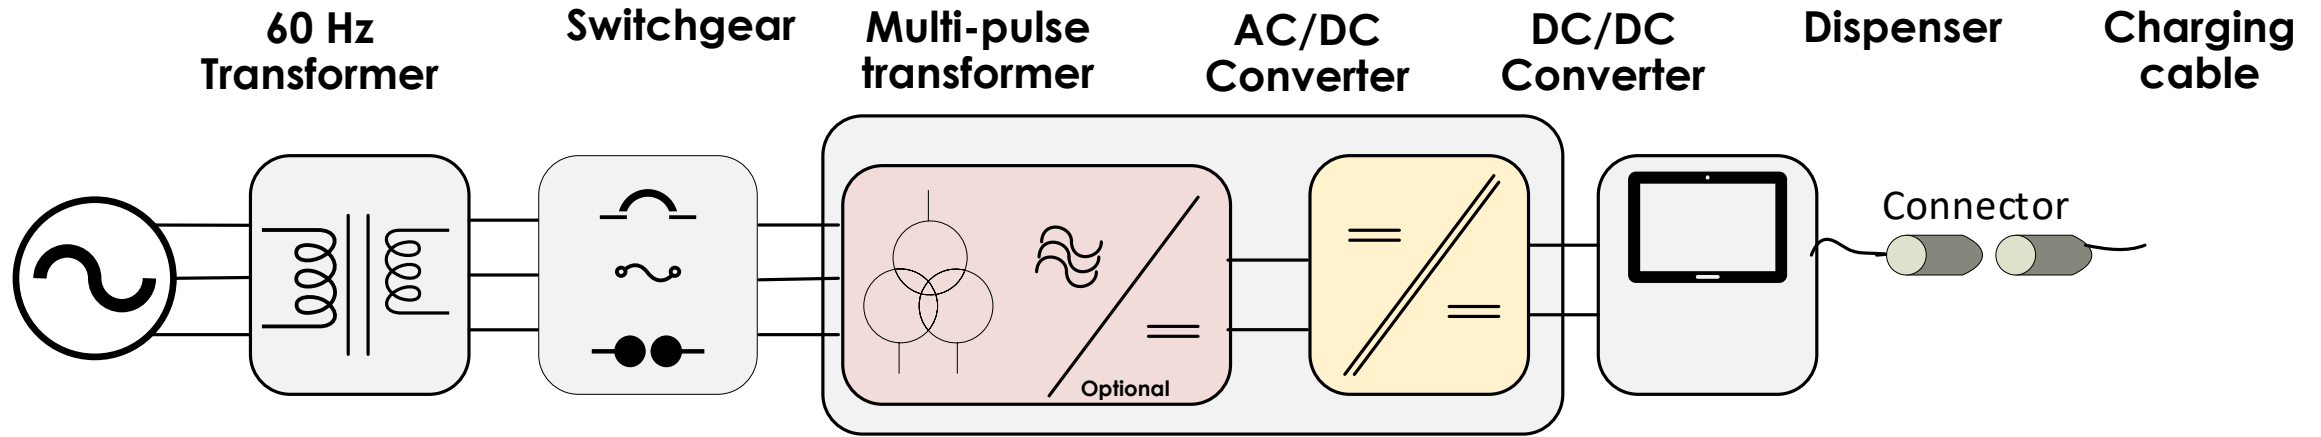 60 Hz
Transformer
Switchgear
Multi-pulse
transformer
AC/DC
Converter
DC/DC
Converter
Dispenser
Charging
cable
Connector
Optional